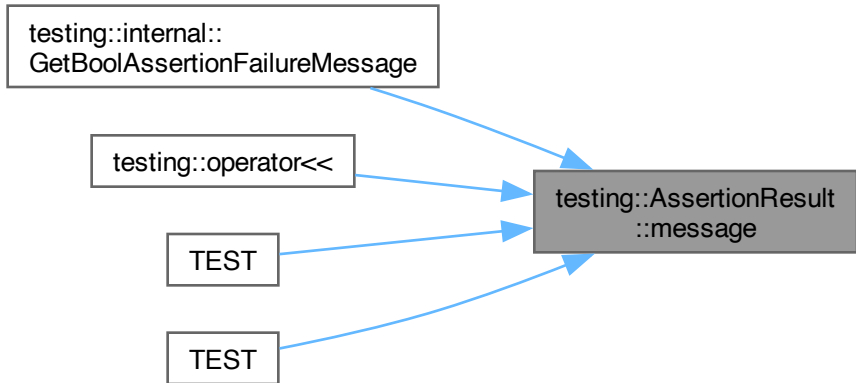 testing::internal::
GetBoolAssertionFailureMessage
testing::operator<<
testing::AssertionResult
::message
TEST
TEST